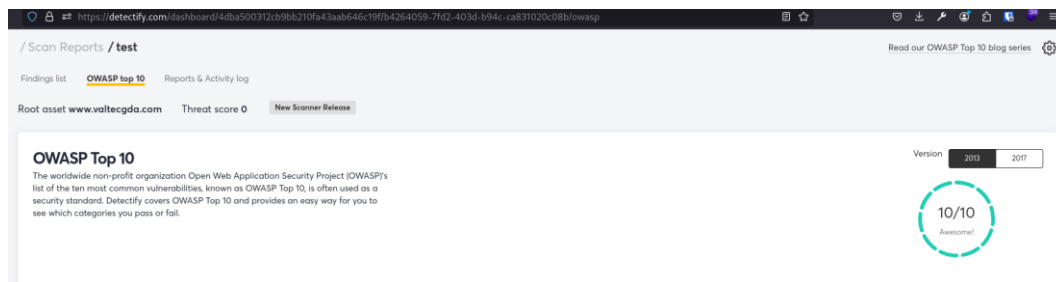 https://detectify.com/dashboard/4dba500312cb9bb210fa43aab646c19f/b4264059-7fd2-403d-b94c-ca831020c08b/owasp
/ Scan Reports / test
Read our OWASP Top 10 blog series
Findings list OWASP top 10 Reports & Activity log
Root asset www.valtecgda.com Threat score 0 New Scanner Release
OWASP Top 10
Version 2013 2017
The worldwide non-profit organization Open Web Application Security Project (OWASP)'s
list of the ten most common vulnerabilities, known as OWASP Top 10, is often used as a
security standard. Detectify covers OWASP Top 10 and provides an easy way for you to
see which categories you pass or fail.
10/10
Awesome!